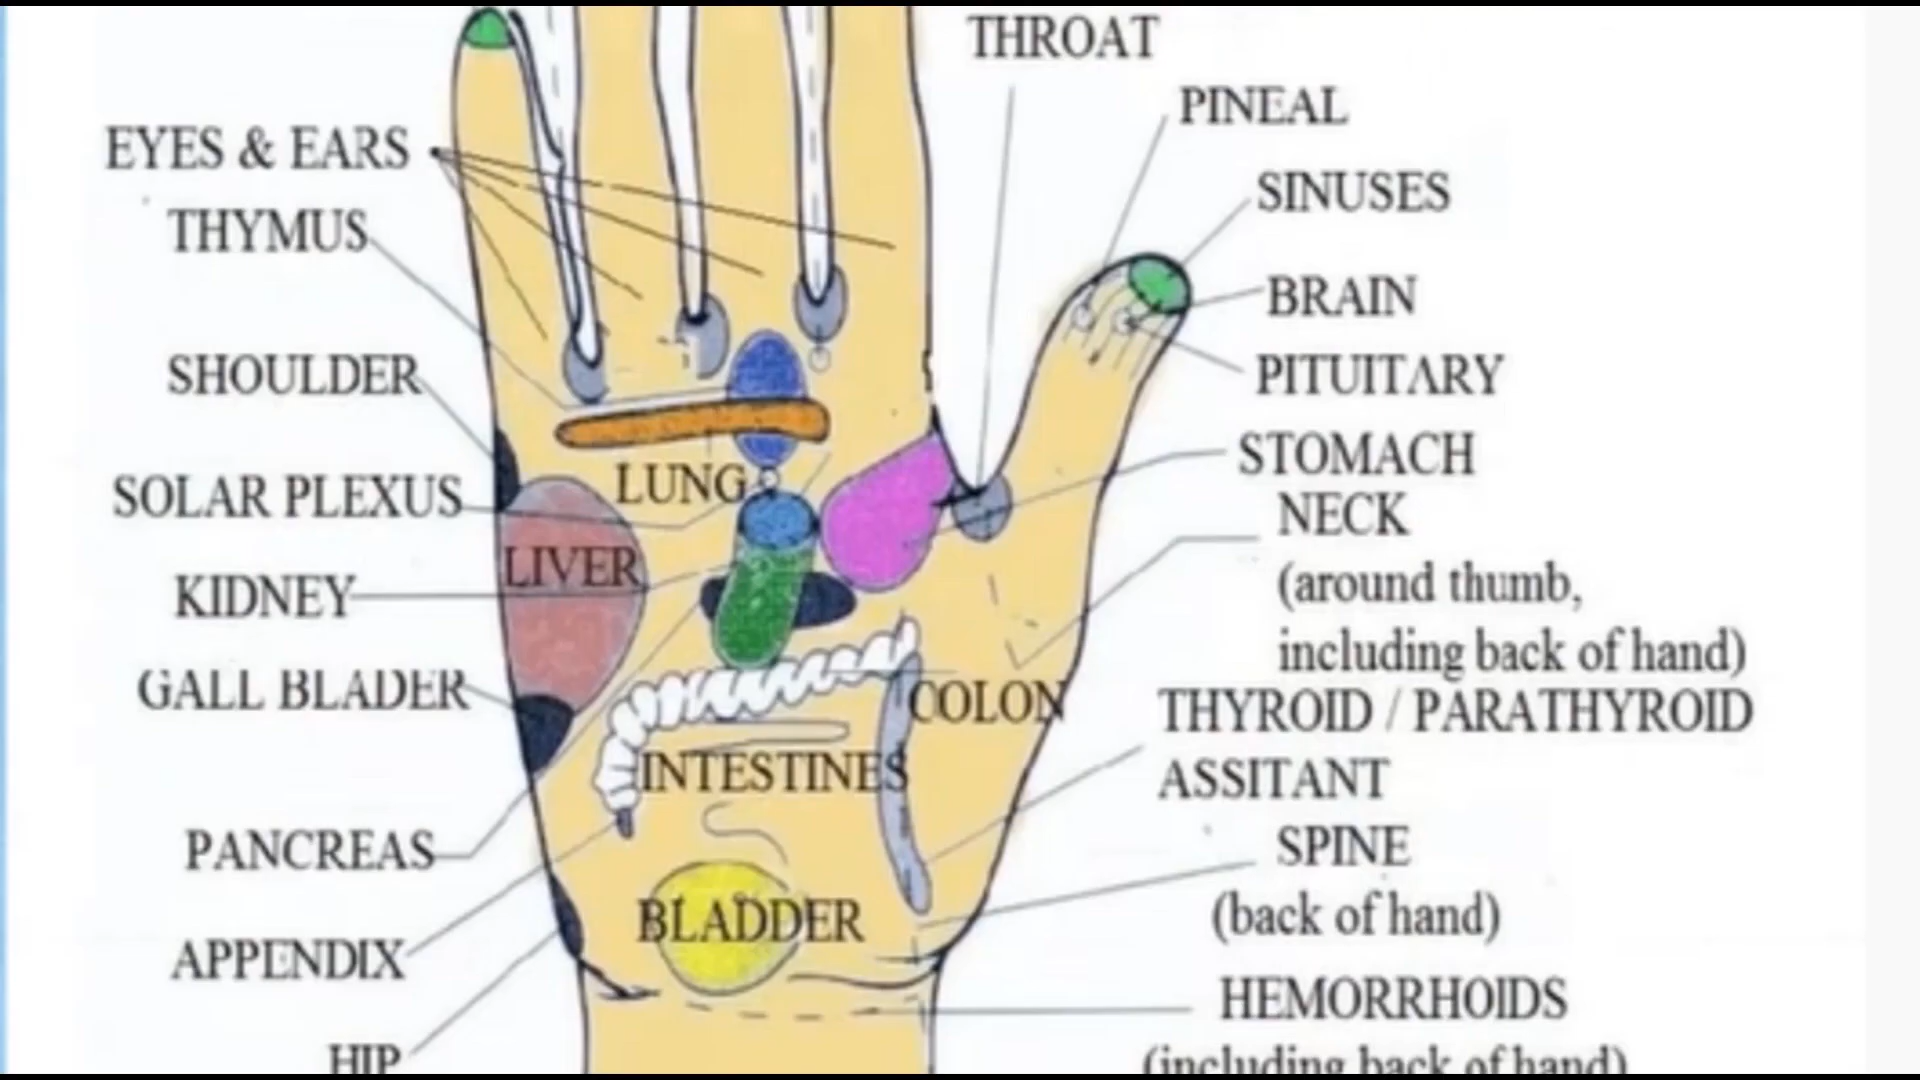 THROAT
PINEAL
EYES & EARS
SINUSES
THYMUS
BRAIN
SHOULDER
PITUITARY
STOMACH
LUNG
SOLAR PLEXUS
NECK
(around thumb,
including back of hand)
LIVER
KIDNEY
GALL BLADER
COLON
THYROID / PARATHYROID
ASSITANT
INTESTINES
PANCREAS
SPINE
(back of hand)
BLADDER
APPENDIX
HEMORRHOIDS
(including back of hand)
HIP